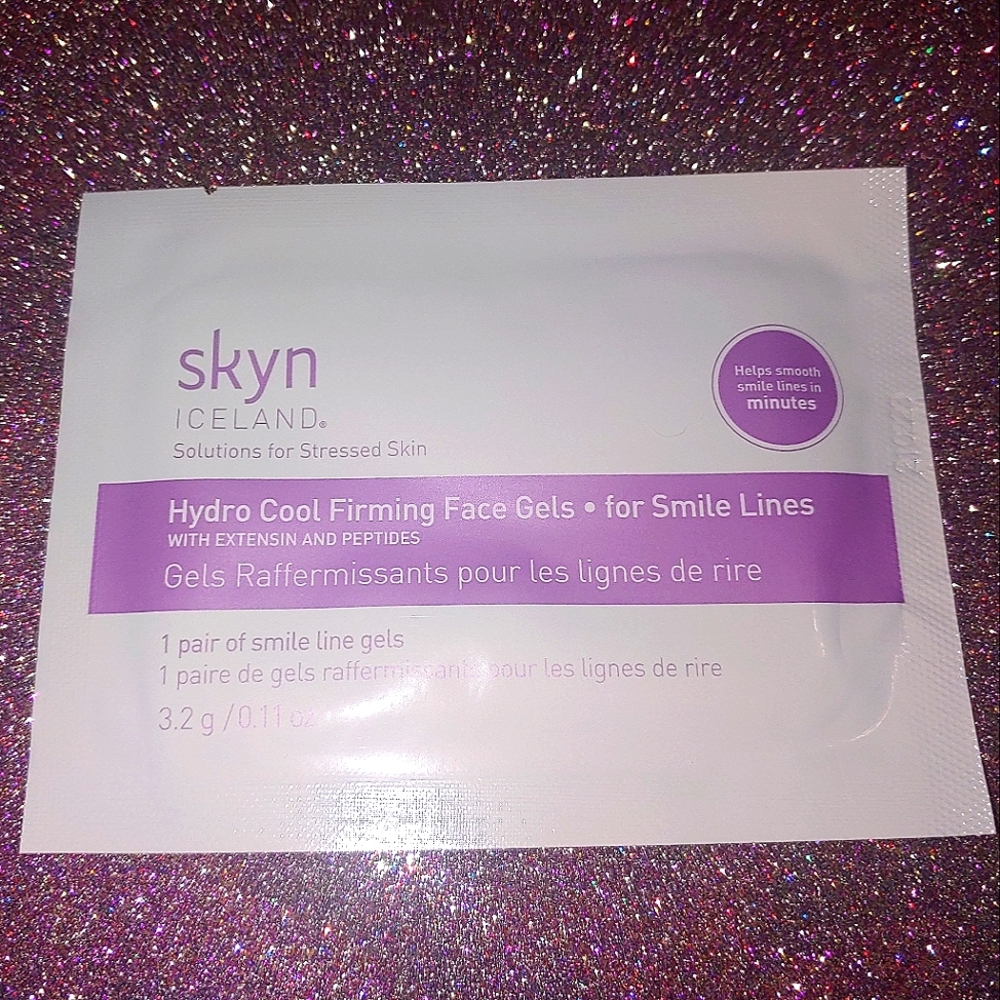 skyn
ICELAND®
Solutions for Stressed Skin
Helps smooth
smile lines in
minutes
Hydro Cool Firming Face Gels • for Smile Lines
WITH EXTENSIN AND PEPTIDES
Gels Raffermissants pour les lignes de rire
1 pair of smile line gels
1 paire de gels raffermissants pour les lignes de rire
3.2 g / 0.11 oz